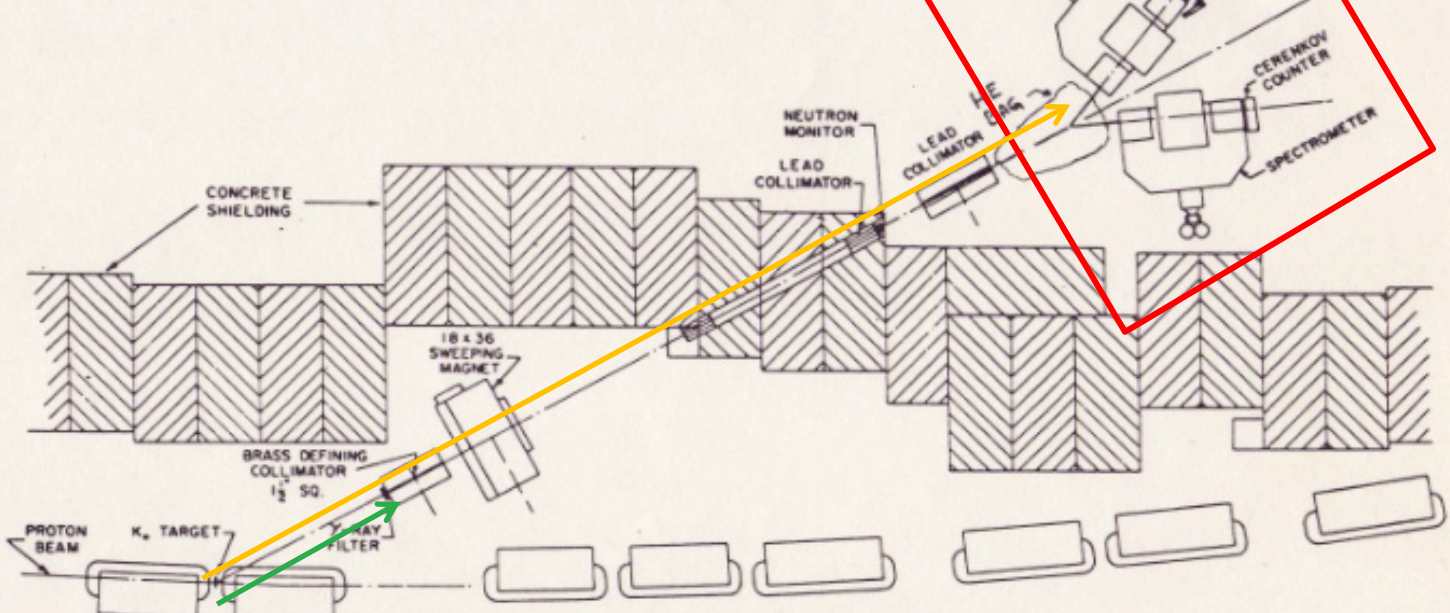 HE
BAG
CERENKOV
COUNTER
NEUTRON
MONITOR
LEAD
COLLIMATOR
SPECTROMETER
LEAD
COLLIMATOR
CONCRETE
SHIELDING
18 x 36
SWEEPING
MAGNET
BRASS DEFINING
COLLIMATOR
1½" SQ.
PROTON
BEAM
K₀ TARGET
γ-RAY
FILTER